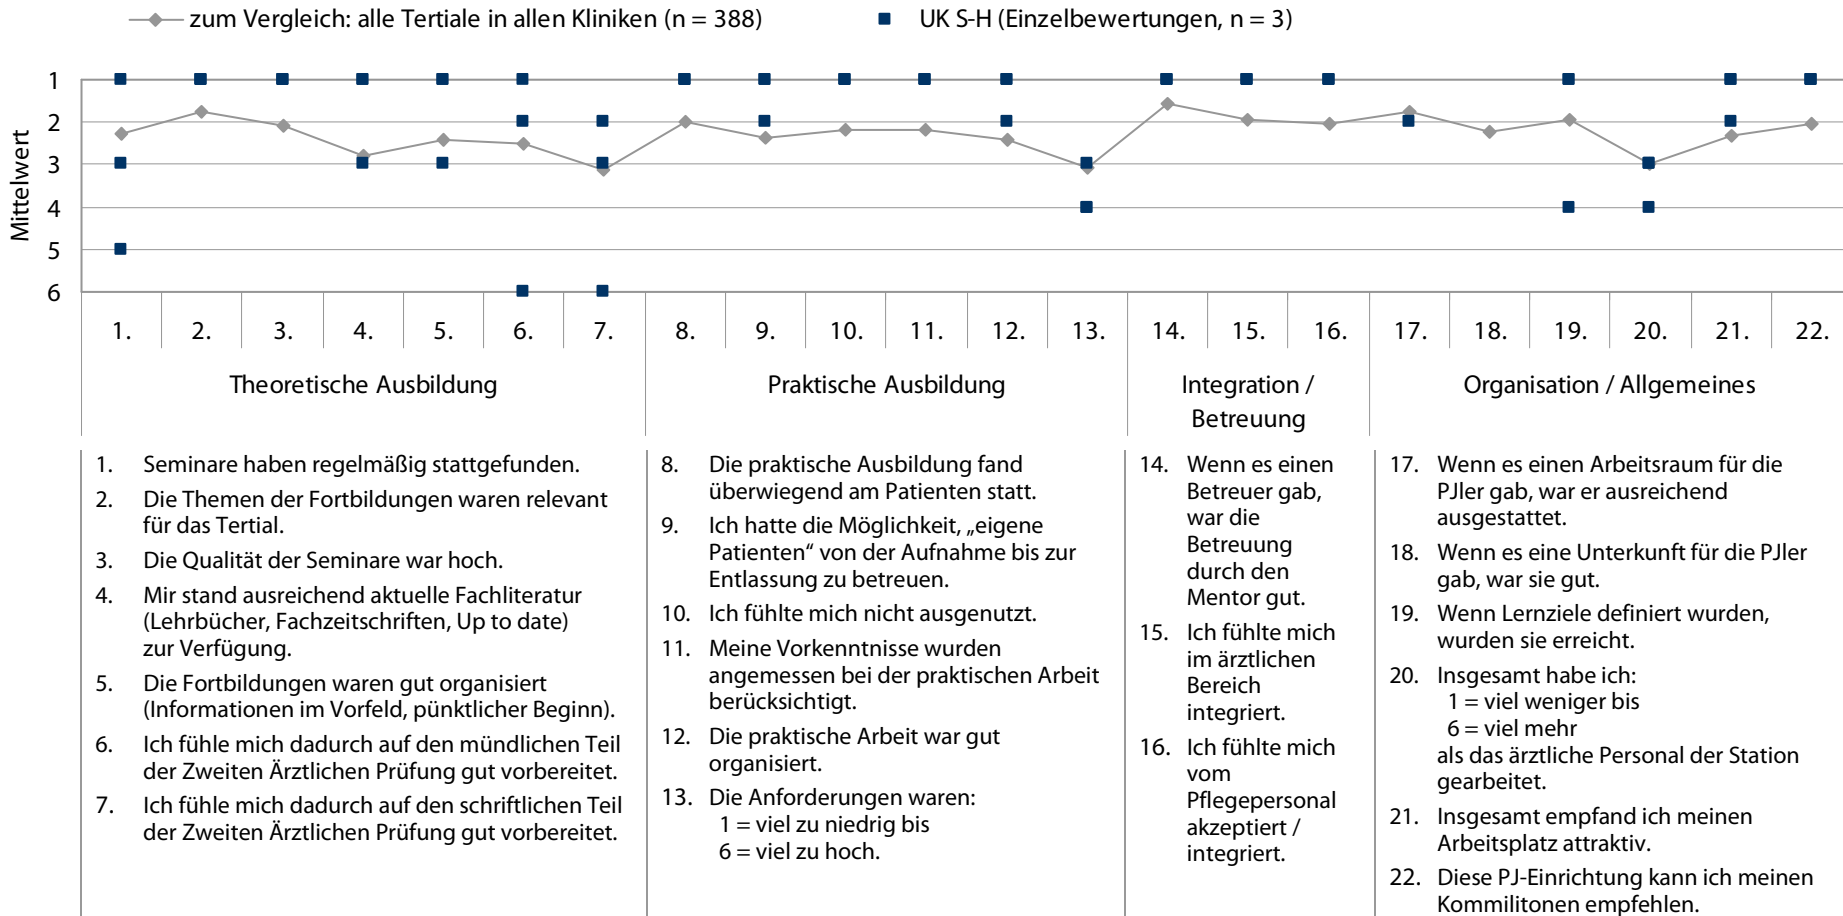 zum Vergleich: alle Tertiale in allen Kliniken (n = 388)
UK S-H (Einzelbewertungen, n = 3)
Mittelwert
1
2
3
4
5
6
1. 2. 3. 4. 5. 6. 7. 8. 9. 10. 11. 12. 13. 14. 15. 16. 17. 18. 19. 20. 21. 22.
Theoretische Ausbildung
Praktische Ausbildung
Integration /
Betreuung
Organisation / Allgemeines
1. Seminare haben regelmäßig stattgefunden.
2. Die Themen der Fortbildungen waren relevant
für das Tertial.
3. Die Qualität der Seminare war hoch.
4. Mir stand ausreichend aktuelle Fachliteratur
(Lehrbücher, Fachzeitschriften, Up to date)
zur Verfügung.
5. Die Fortbildungen waren gut organisiert
(Informationen im Vorfeld, pünktlicher Beginn).
6. Ich fühle mich dadurch auf den mündlichen Teil
der Zweiten Ärztlichen Prüfung gut vorbereitet.
7. Ich fühle mich dadurch auf den schriftlichen Teil
der Zweiten Ärztlichen Prüfung gut vorbereitet.
8. Die praktische Ausbildung fand
überwiegend am Patienten statt.
9. Ich hatte die Möglichkeit, „eigene
Patienten“ von der Aufnahme bis zur
Entlassung zu betreuen.
10. Ich fühlte mich nicht ausgenutzt.
11. Meine Vorkenntnisse wurden
angemessen bei der praktischen Arbeit
berücksichtigt.
12. Die praktische Arbeit war gut
organisiert.
13. Die Anforderungen waren:
1 = viel zu niedrig bis
6 = viel zu hoch.
14. Wenn es einen
Betreuer gab,
war die
Betreuung
durch den
Mentor gut.
15. Ich fühlte mich
im ärztlichen
Bereich
integriert.
16. Ich fühlte mich
vom
Pflegepersonal
akzeptiert /
integriert.
17. Wenn es einen Arbeitsraum für die
PJler gab, war er ausreichend
ausgestattet.
18. Wenn es eine Unterkunft für die PJler
gab, war sie gut.
19. Wenn Lernziele definiert wurden,
wurden sie erreicht.
20. Insgesamt habe ich:
1 = viel weniger bis
6 = viel mehr
als das ärztliche Personal der Station
gearbeitet.
21. Insgesamt empfand ich meinen
Arbeitsplatz attraktiv.
22. Diese PJ-Einrichtung kann ich meinen
Kommilitonen empfehlen.